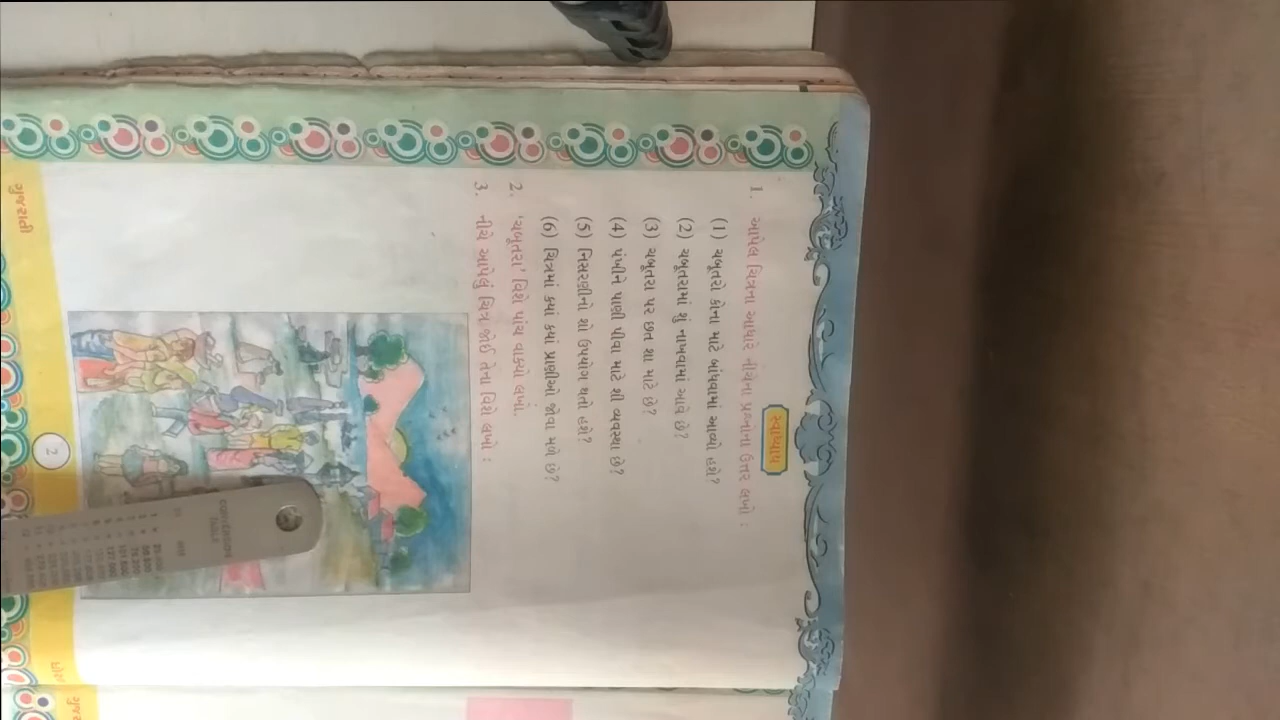 સ્વાધ્યાય
1. આપેલ ચિત્રના આધારે નીચેના પ્રશ્નોના ઉત્તર લખો :
(1) ચબૂતરો કોના માટે બાંધવામાં આવ્યો હશે?
(2) ચબૂતરામાં શું નાખવામાં આવે છે?
(3) ચબૂતરા પર છત શા માટે છે?
(4) પંખીને પાણી પીવા માટે શી વ્યવસ્થા છે?
(5) નિસરણીનો શો ઉપયોગ થતો હશે?
(6) ચિત્રમાં ક્યાં ક્યાં પ્રાણીઓ જોવા મળે છે?
2. 'ચબૂતરા' વિશે પાંચ વાક્યો લખો.
3. નીચે આપેલું ચિત્ર જોઈ તેના વિશે લખો :
ગુજરાતી
2
conversion
TABLE